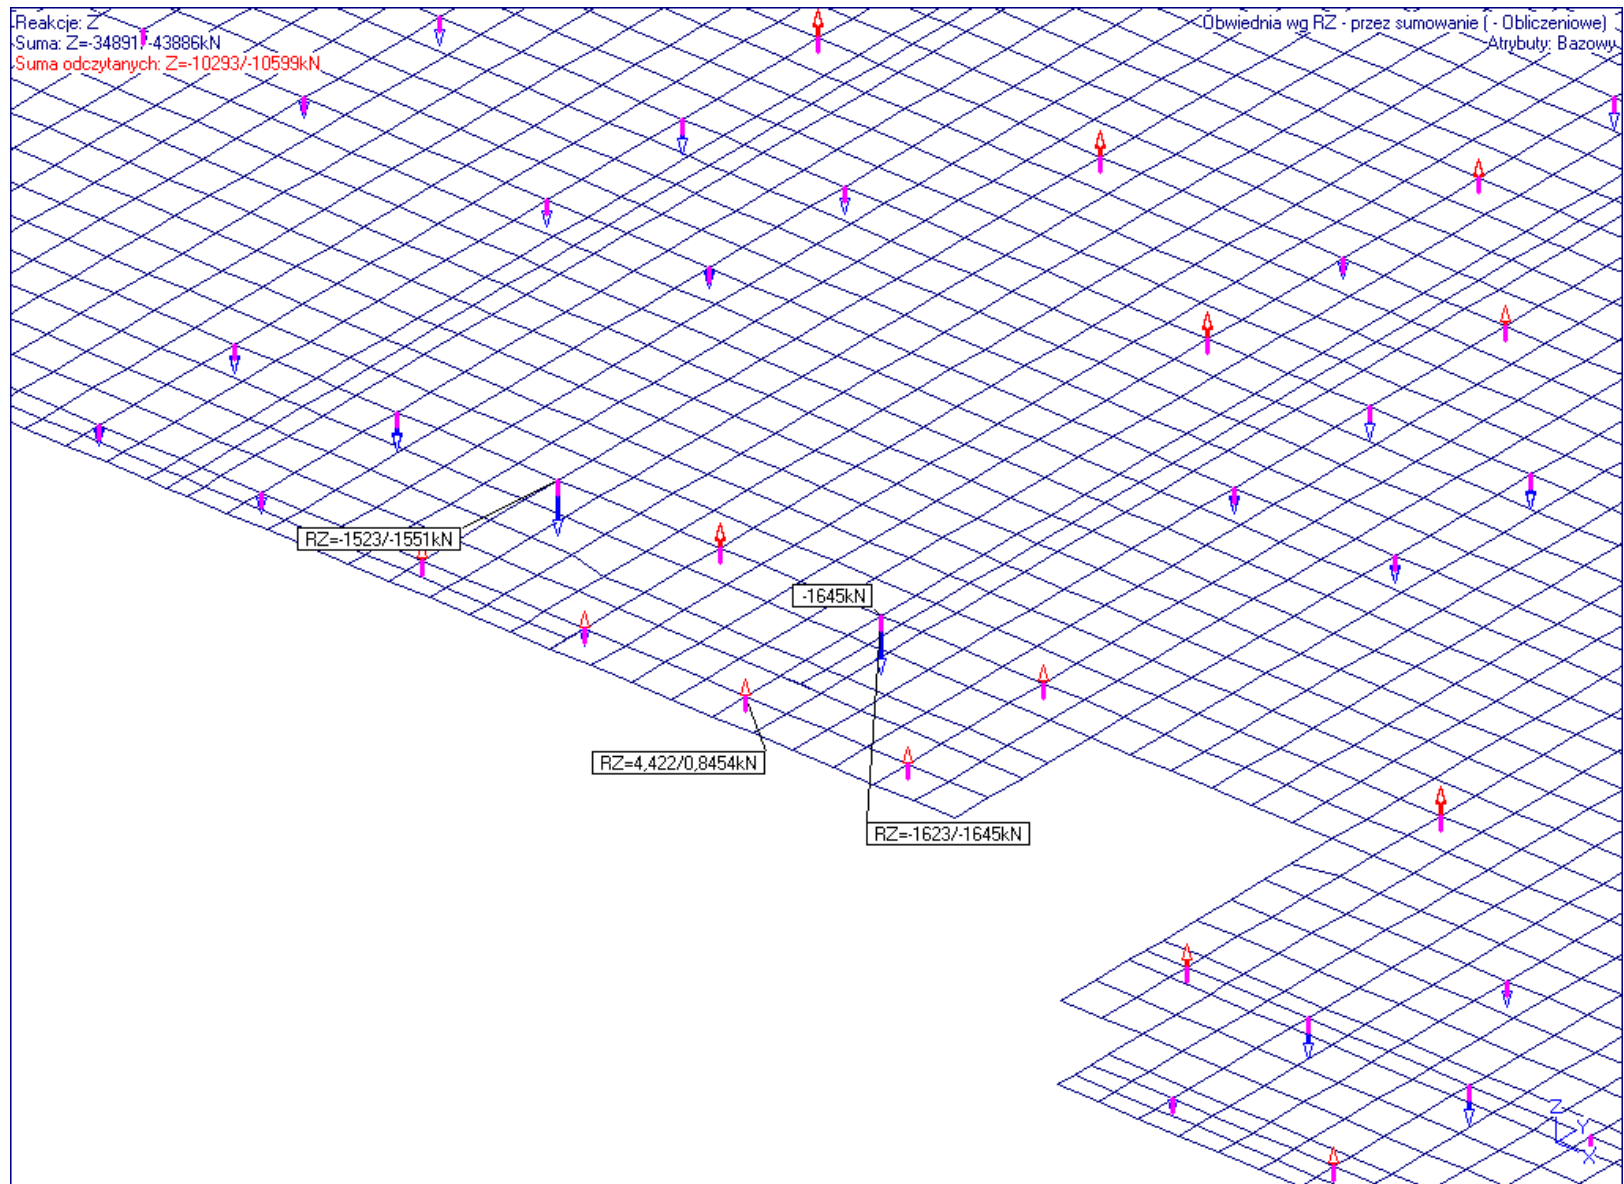 Reakcje: Z
Suma: Z=-34891/-43886kN
Suma odczytanych: Z=-10293/-10599kN
Obwiednia wg RZ - przez sumowanie ( - Obliczeniowe)
Atrybuty: Bazowy
RZ=-1523/-1551kN
-1645kN
RZ=4,422/0,8454kN
RZ=-1623/-1645kN
Z
Y
X